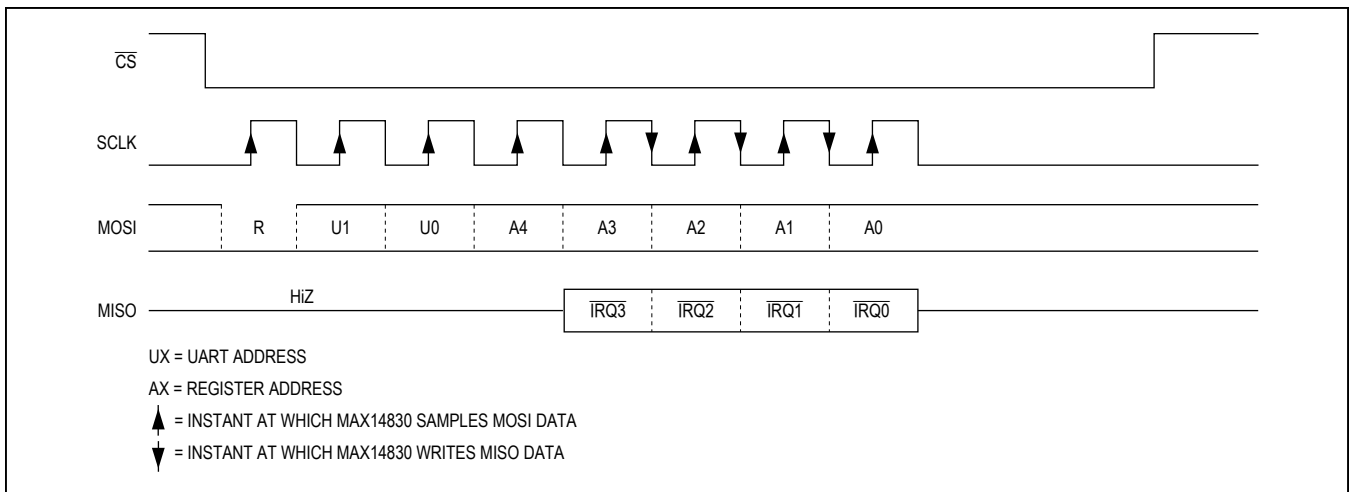 CS
SCLK
MOSI R U1 U0 A4 A3 A2 A1 A0
HiZ
MISO IRQ3 IRQ2 IRQ1 IRQ0
UX = UART ADDRESS
AX = REGISTER ADDRESS
= INSTANT AT WHICH MAX14830 SAMPLES MOSI DATA
= INSTANT AT WHICH MAX14830 WRITES MISO DATA